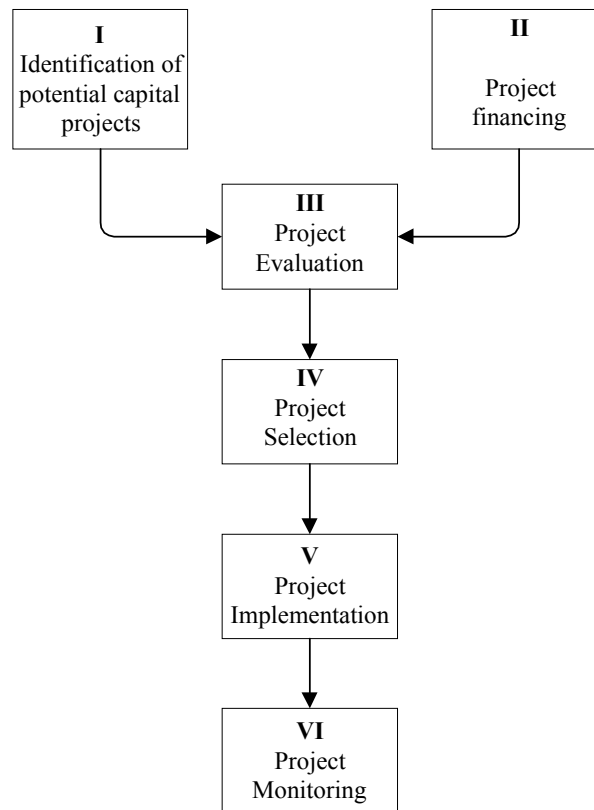 I
Identification of
potential capital
projects
II
Project
financing
III
Project
Evaluation
IV
Project
Selection
V
Project
Implementation
VI
Project
Monitoring